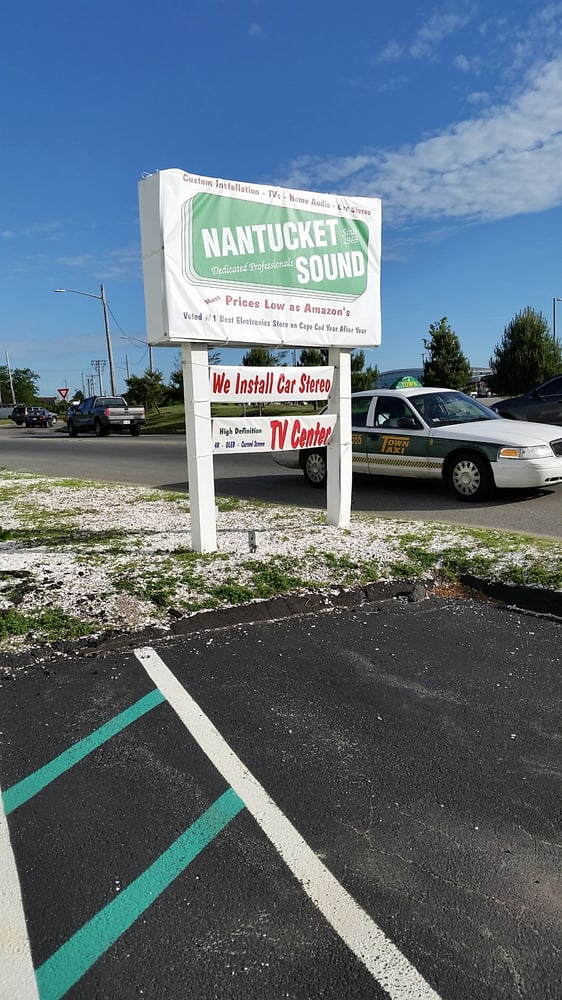 Custom Installation - TVs - Home Audio - Car Stereo
NANTUCKET Since 1969
Dedicated Professionals SOUND
Most Prices Low as Amazon's
Voted #1 Best Electronics Store on Cape Cod Year After Year
We Install Car Stereo
High Definition
4K - OLED - Curved Screen TV Center
TOWN
TAXI